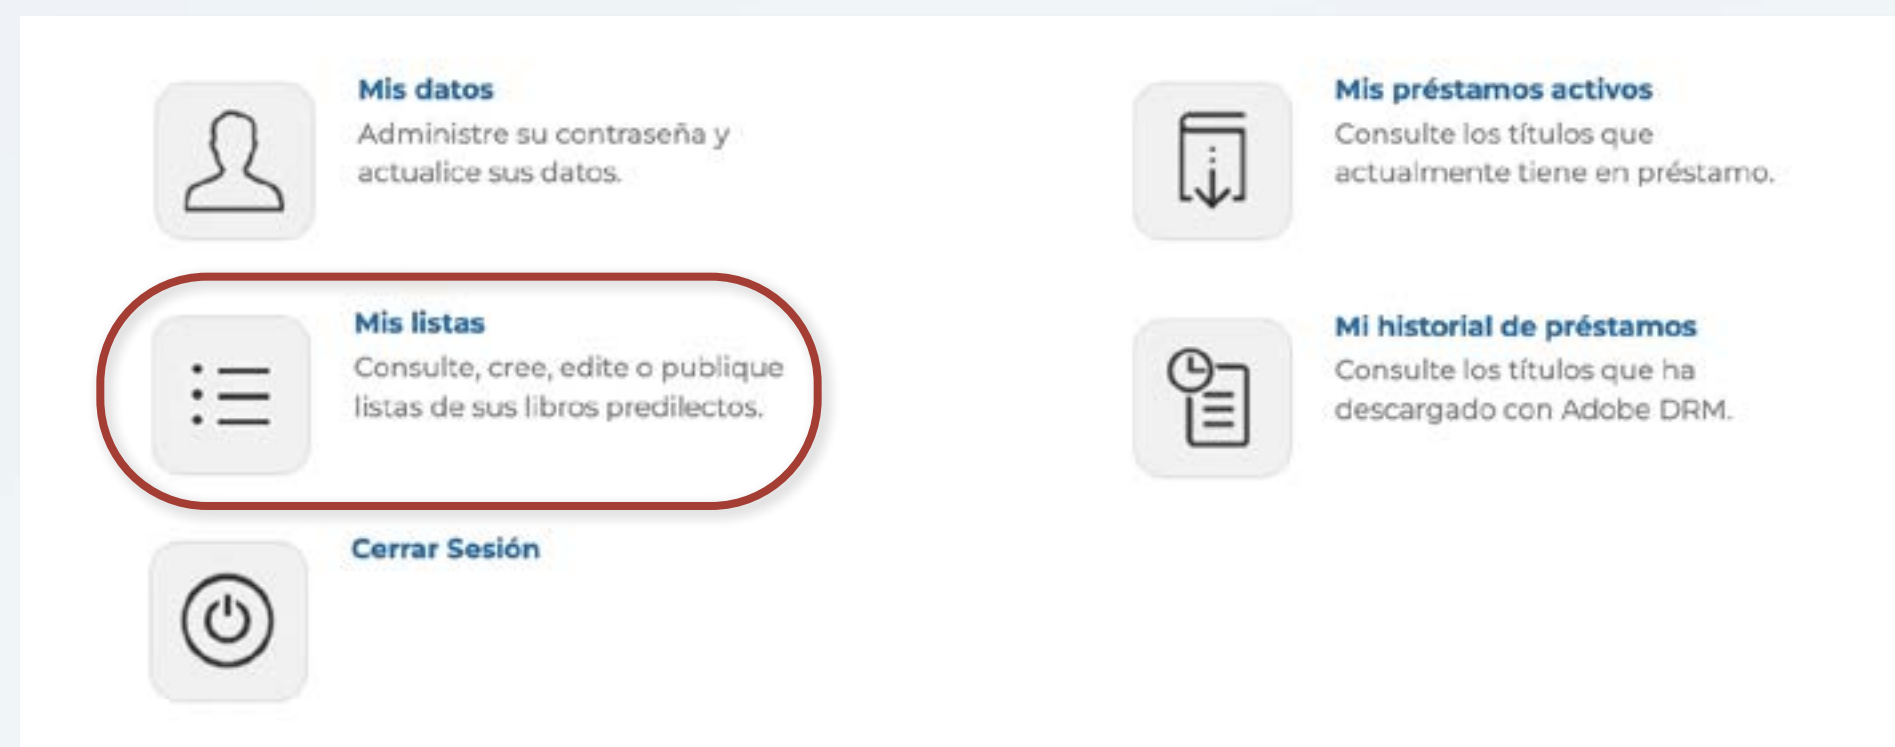 Mis datos
Administre su contraseña y
actualice sus datos.
Mis préstamos activos
Consulte los títulos que
actualmente tiene en préstamo.
Mis listas
Consulte, cree, edite o publique
listas de sus libros predilectos.
Mi historial de préstamos
Consulte los títulos que ha
descargado con Adobe DRM.
Cerrar Sesión